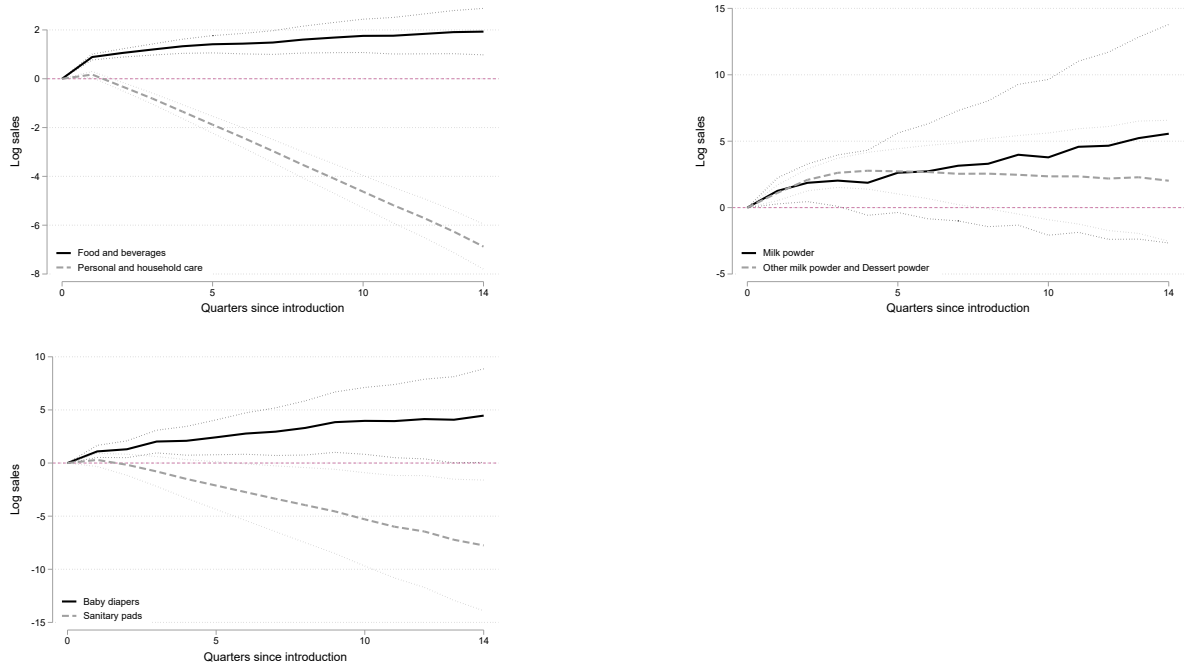 2
0
-2
-4
-6
-8
Log sales
Food and beverages
Personal and household care
0 5 10 14
Quarters since introduction
15
10
5
0
-5
Log sales
Milk powder
Other milk powder and Dessert powder
0 5 10 14
Quarters since introduction
10
5
0
-5
-10
-15
Log sales
Baby diapers
Sanitary pads
0 5 10 14
Quarters since introduction